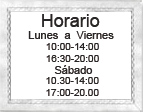 Horario
Lunes a Viernes
10:00-14:00
16:30-20:00
Sábado
10.30-14:00
17:00-20.00